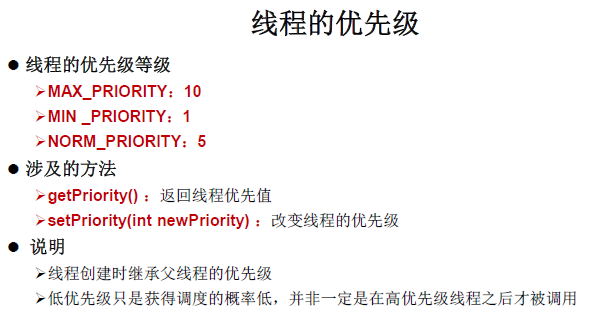 线程的优先级
● 线程的优先级等级
➢MAX_PRIORITY：10
➢MIN _PRIORITY：1
➢NORM_PRIORITY：5
● 涉及的方法
➢getPriority() ：返回线程优先值
➢setPriority(int newPriority) ：改变线程的优先级
● 说明
➢线程创建时继承父线程的优先级
➢低优先级只是获得调度的概率低，并非一定是在高优先级线程之后才被调用